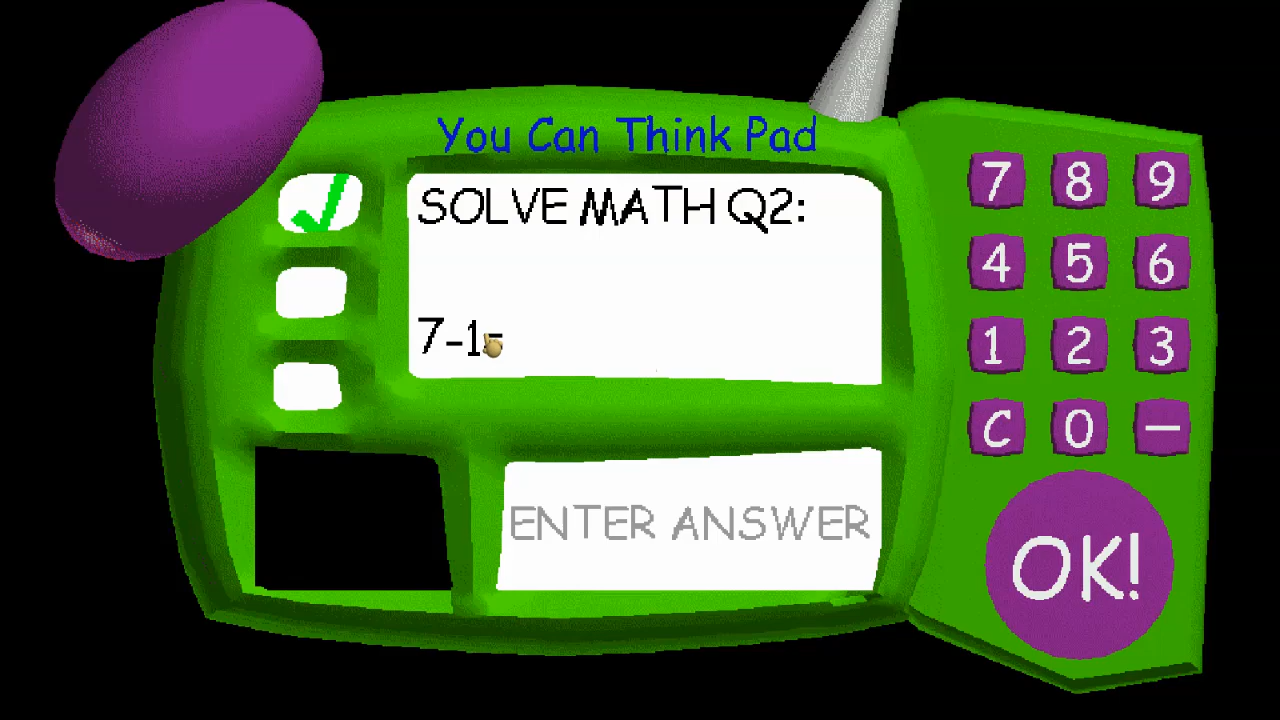 You Can Think Pad
SOLVE MATH Q2:
7-1=
ENTER ANSWER
7 8 9
4 5 6
1 2 3
C 0 −
OK!